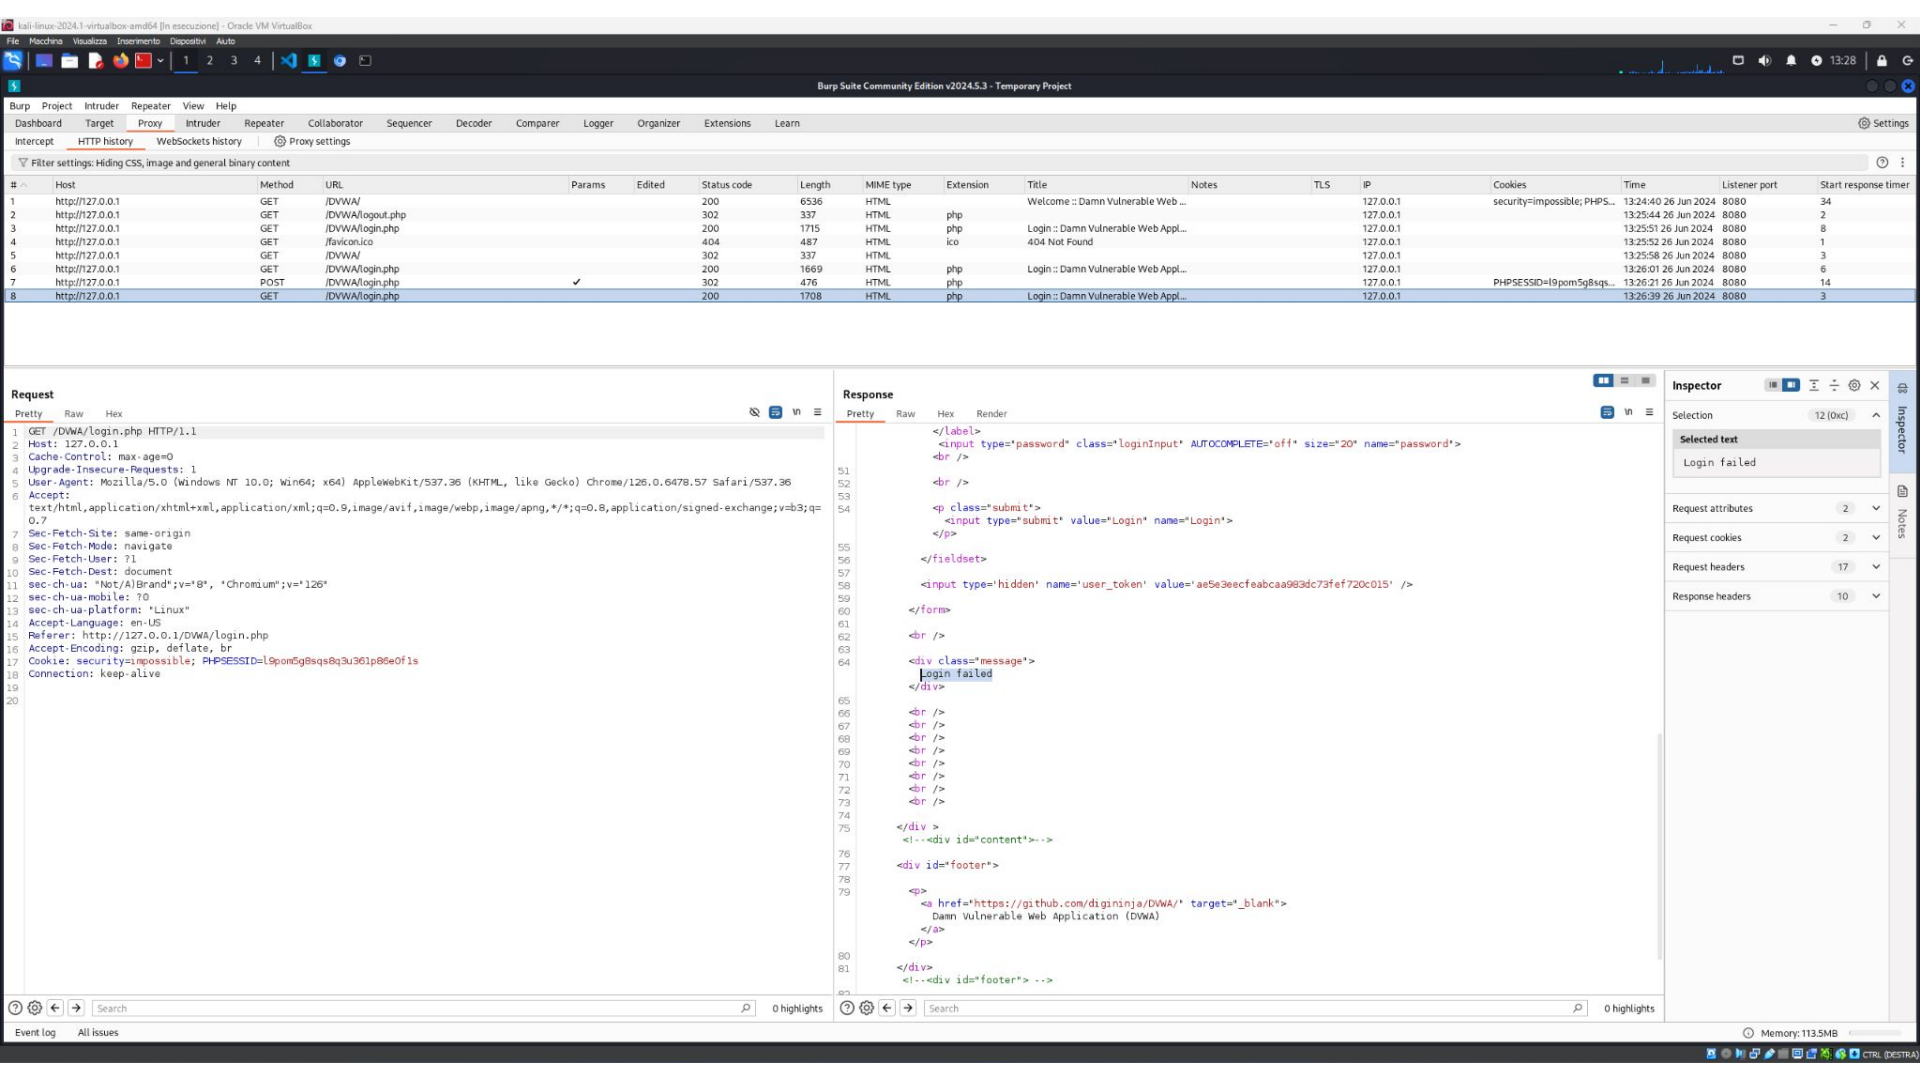 kali-linux-2024.1-virtualbox-amd64 [In esecuzione] - Oracle VM VirtualBox
File Macchina Visualizza Inserimento Dispositivi Aiuto
1 2 3 4 13:28
Burp Suite Community Edition v2024.5.3 - Temporary Project
Burp Project Intruder Repeater View Help
Dashboard Target Proxy Intruder Repeater Collaborator Sequencer Decoder Comparer Logger Organizer Extensions Learn Settings
Intercept HTTP history WebSockets history Proxy settings
Filter settings: Hiding CSS, image and general binary content
# Host Method URL Params Edited Status code Length MIME type Extension Title Notes TLS IP Cookies Time Listener port Start response timer
1 http://127.0.0.1 GET /DVWA/ 200 6536 HTML Welcome :: Damn Vulnerable Web ... 127.0.0.1 security=impossible; PHPS... 13:24:40 26 Jun 2024 8080 34
2 http://127.0.0.1 GET /DVWA/logout.php 302 337 HTML php 127.0.0.1 13:25:44 26 Jun 2024 8080 2
3 http://127.0.0.1 GET /DVWA/login.php 200 1715 HTML php Login :: Damn Vulnerable Web Appl... 127.0.0.1 13:25:51 26 Jun 2024 8080 8
4 http://127.0.0.1 GET /favicon.ico 404 487 HTML ico 404 Not Found 127.0.0.1 13:25:52 26 Jun 2024 8080 1
5 http://127.0.0.1 GET /DVWA/ 302 337 HTML 127.0.0.1 13:25:58 26 Jun 2024 8080 3
6 http://127.0.0.1 GET /DVWA/login.php 200 1669 HTML php Login :: Damn Vulnerable Web Appl... 127.0.0.1 13:26:01 26 Jun 2024 8080 6
7 http://127.0.0.1 POST /DVWA/login.php ✓ 302 476 HTML php 127.0.0.1 PHPSESSID=l9pom5g8sqs... 13:26:21 26 Jun 2024 8080 14
8 http://127.0.0.1 GET /DVWA/login.php 200 1708 HTML php Login :: Damn Vulnerable Web Appl... 127.0.0.1 13:26:39 26 Jun 2024 8080 3
Request
Pretty Raw Hex
1 GET /DVWA/login.php HTTP/1.1
2 Host: 127.0.0.1
3 Cache-Control: max-age=0
4 Upgrade-Insecure-Requests: 1
5 User-Agent: Mozilla/5.0 (Windows NT 10.0; Win64; x64) AppleWebKit/537.36 (KHTML, like Gecko) Chrome/126.0.6478.57 Safari/537.36
6 Accept:
text/html,application/xhtml+xml,application/xml;q=0.9,image/avif,image/webp,image/apng,*/*;q=0.8,application/signed-exchange;v=b3;q=
0.7
7 Sec-Fetch-Site: same-origin
8 Sec-Fetch-Mode: navigate
9 Sec-Fetch-User: ?1
10 Sec-Fetch-Dest: document
11 sec-ch-ua: "Not/A)Brand";v="8", "Chromium";v="126"
12 sec-ch-ua-mobile: ?0
13 sec-ch-ua-platform: "Linux"
14 Accept-Language: en-US
15 Referer: http://127.0.0.1/DVWA/login.php
16 Accept-Encoding: gzip, deflate, br
17 Cookie: security=impossible; PHPSESSID=l9pom5g8sqs8q3u361p86e0f1s
18 Connection: keep-alive
19
20
Search 0 highlights
Response
Pretty Raw Hex Render
</label>
<input type="password" class="loginInput" AUTOCOMPLETE="off" size="20" name="password">
<br />
51
52 <br />
53
54 <p class="submit">
<input type="submit" value="Login" name="Login">
</p>
55
56 </fieldset>
57
58 <input type='hidden' name='user_token' value='ae5e3eecfeabcaa983dc73fef720c015' />
59
60 </form>
61
62 <br />
63
64 <div class="message">
Login failed
</div>
65
66 <br />
67 <br />
68 <br />
69 <br />
70 <br />
71 <br />
72 <br />
73 <br />
74
75 </div >
<!--<div id="content">-->
76
77 <div id="footer">
78
79 <p>
<a href="https://github.com/digininja/DVWA/" target="_blank">
Damn Vulnerable Web Application (DVWA)
</a>
</p>
80
81 </div>
<!--<div id="footer"> -->
Search 0 highlights
Inspector
Selection 12 (0xc)
Selected text
Login failed
Request attributes 2
Request cookies 2
Request headers 17
Response headers 10
Inspector
Notes
Event log All issues Memory: 113.5MB
CTRL (DESTRA)